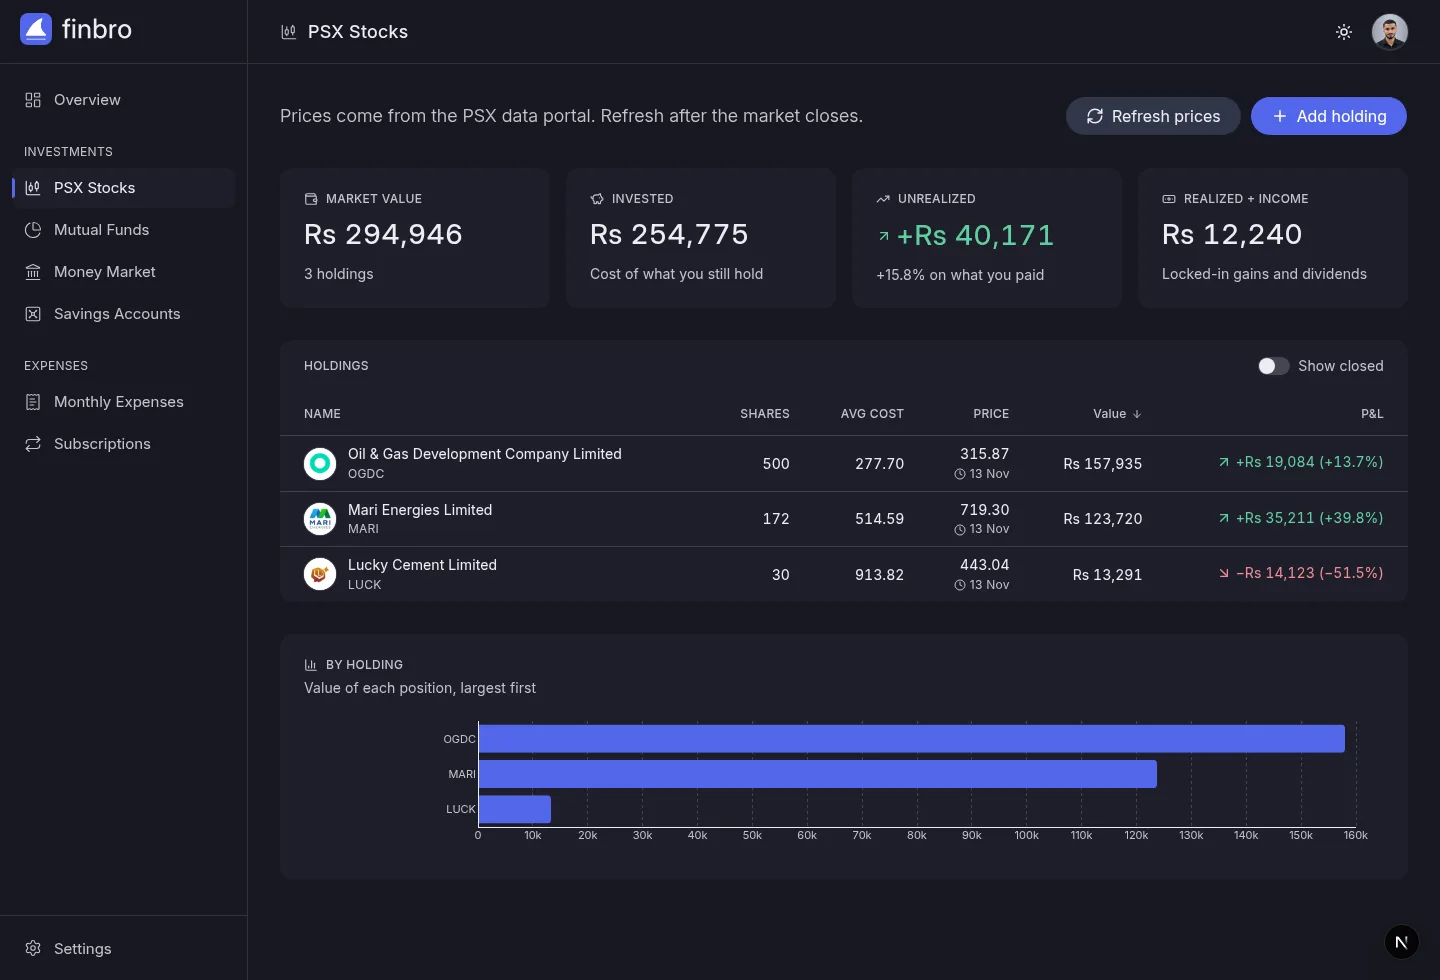 finbro
PSX Stocks
Overview
INVESTMENTS
PSX Stocks
Mutual Funds
Money Market
Savings Accounts
EXPENSES
Monthly Expenses
Subscriptions
Settings
Prices come from the PSX data portal. Refresh after the market closes.
Refresh prices
Add holding
MARKET VALUE
Rs 294,946
3 holdings
INVESTED
Rs 254,775
Cost of what you still hold
UNREALIZED
+Rs 40,171
+15.8% on what you paid
REALIZED + INCOME
Rs 12,240
Locked-in gains and dividends
HOLDINGS
Show closed
NAME SHARES AVG COST PRICE Value ↓ P&L
Oil & Gas Development Company Limited
OGDC
500 277.70 315.87 Rs 157,935 +Rs 19,084 (+13.7%)
13 Nov
MARI
Mari Energies Limited
MARI
172 514.59 719.30 Rs 123,720 +Rs 35,211 (+39.8%)
13 Nov
Lucky Cement Limited
LUCK
30 913.82 443.04 Rs 13,291 −Rs 14,123 (−51.5%)
13 Nov
BY HOLDING
Value of each position, largest first
OGDC
MARI
LUCK
0 10k 20k 30k 40k 50k 60k 70k 80k 90k 100k 110k 120k 130k 140k 150k 160k
N